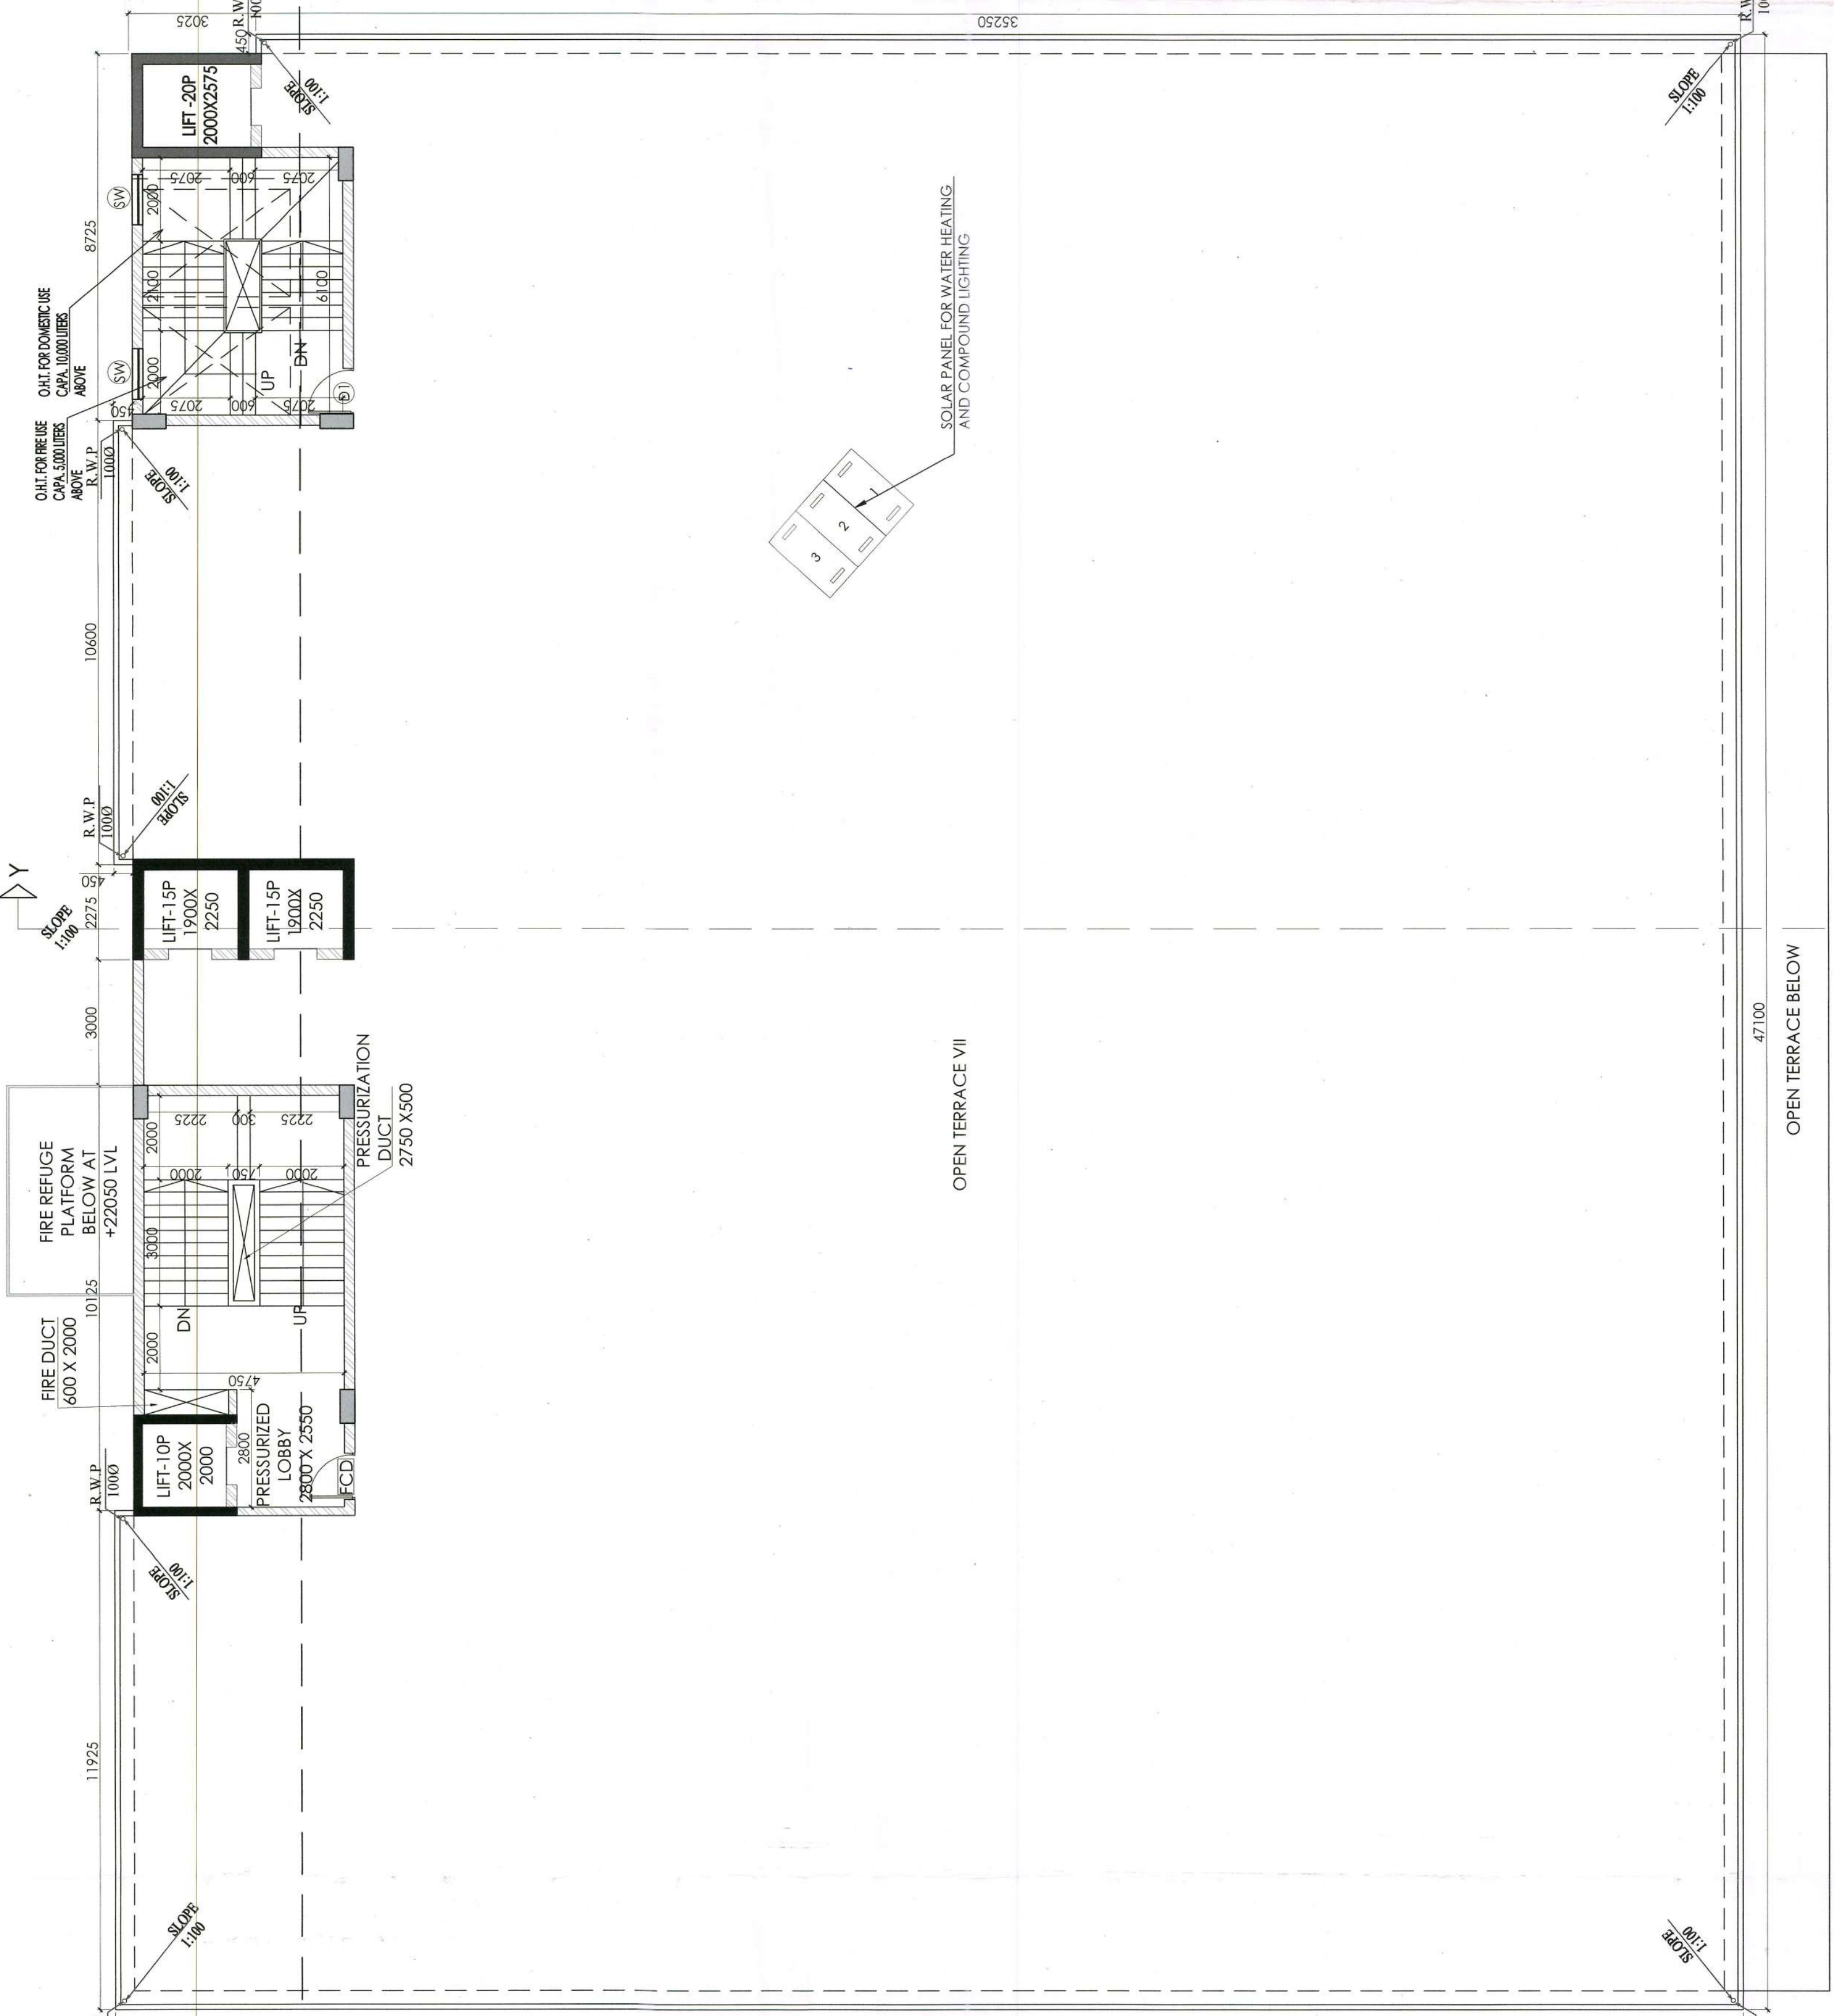 Y
FIRE DUCT
600 X 2000
FIRE REFUGE
PLATFORM
BELOW AT
+22050 LVL
SLOPE
1:100
O.H.T. FOR FIRE USE
CAPA. 5,000 LITERS
ABOVE
O.H.T. FOR DOMESTIC USE
CAPA. 10,000 LITERS
ABOVE
11925
10125
3000
2275
450
10600
8725
R.W.P
100Ø
R.W.P
100Ø
R.W.P
100Ø
450
SW
SW
3025
SLOPE
1:100
SLOPE
1:100
SLOPE
1:100
SLOPE
1:100
LIFT-10P
2000X
2000
2000
3000
2000
DN
UP
2000
750
2000
2225
300
2225
4750
2800
PRESSURIZED
LOBBY
2800 X 2550
FCD
PRESSURIZATION
DUCT
2750 X500
LIFT-15P
1900X
2250
LIFT-15P
1900X
2250
2000
2100
2000
2075
600
2075
2075
600
2075
6100
UP
DN
D1
LIFT -20P
2000X2575
450
R.W
SLOPE
1:100
SOLAR PANEL FOR WATER HEATING
AND COMPOUND LIGHTING
3
2
1
35250
OPEN TERRACE VII
SLOPE
1:100
SLOPE
1:100
R.W
47100
OPEN TERRACE BELOW